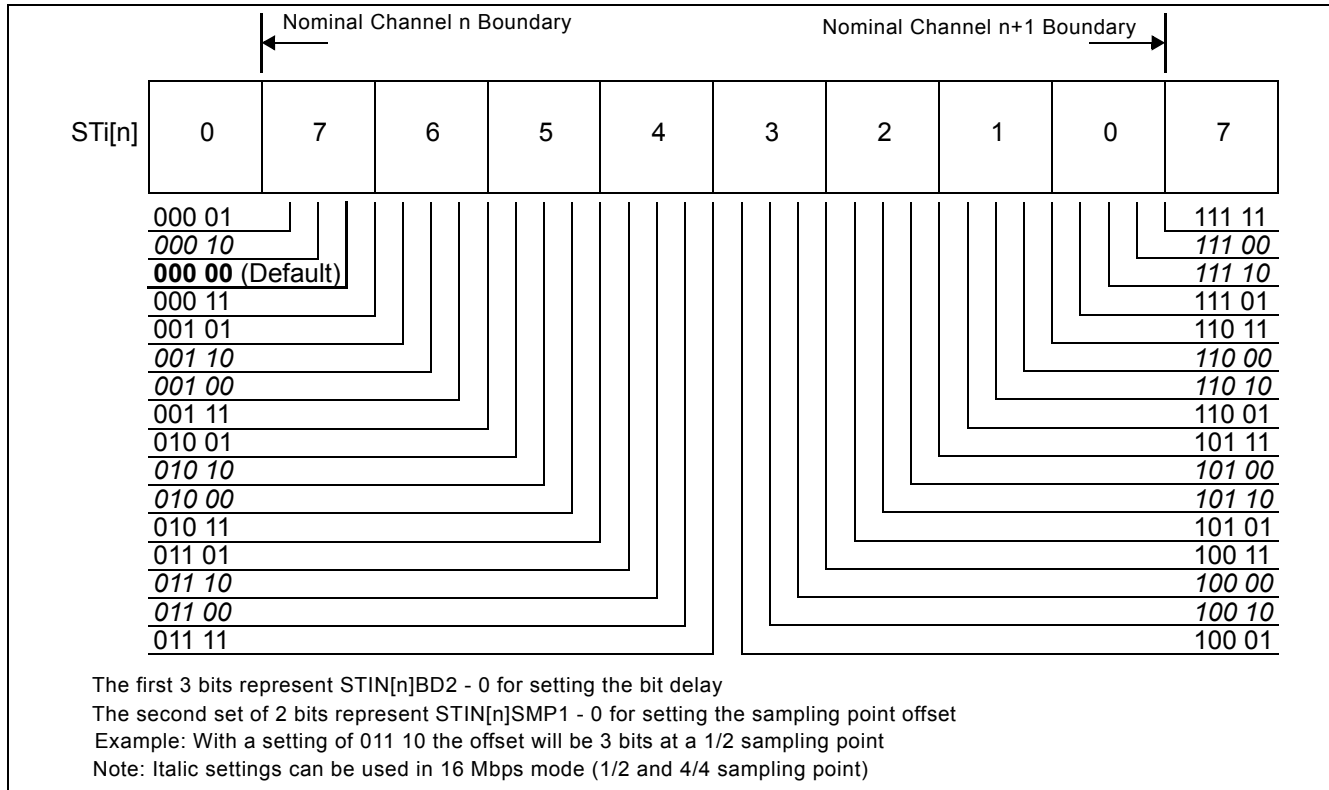 Nominal Channel n Boundary
Nominal Channel n+1 Boundary
STi[n] 0 7 6 5 4 3 2 1 0 7
000 01 111 11
000 10 111 00
000 00 (Default) 111 10
000 11 111 01
001 01 110 11
001 10 110 00
001 00 110 10
001 11 110 01
010 01 101 11
010 10 101 00
010 00 101 10
010 11 101 01
011 01 100 11
011 10 100 00
011 00 100 10
011 11 100 01
The first 3 bits represent STIN[n]BD2 - 0 for setting the bit delay
The second set of 2 bits represent STIN[n]SMP1 - 0 for setting the sampling point offset
Example: With a setting of 011 10 the offset will be 3 bits at a 1/2 sampling point
Note: Italic settings can be used in 16 Mbps mode (1/2 and 4/4 sampling point)